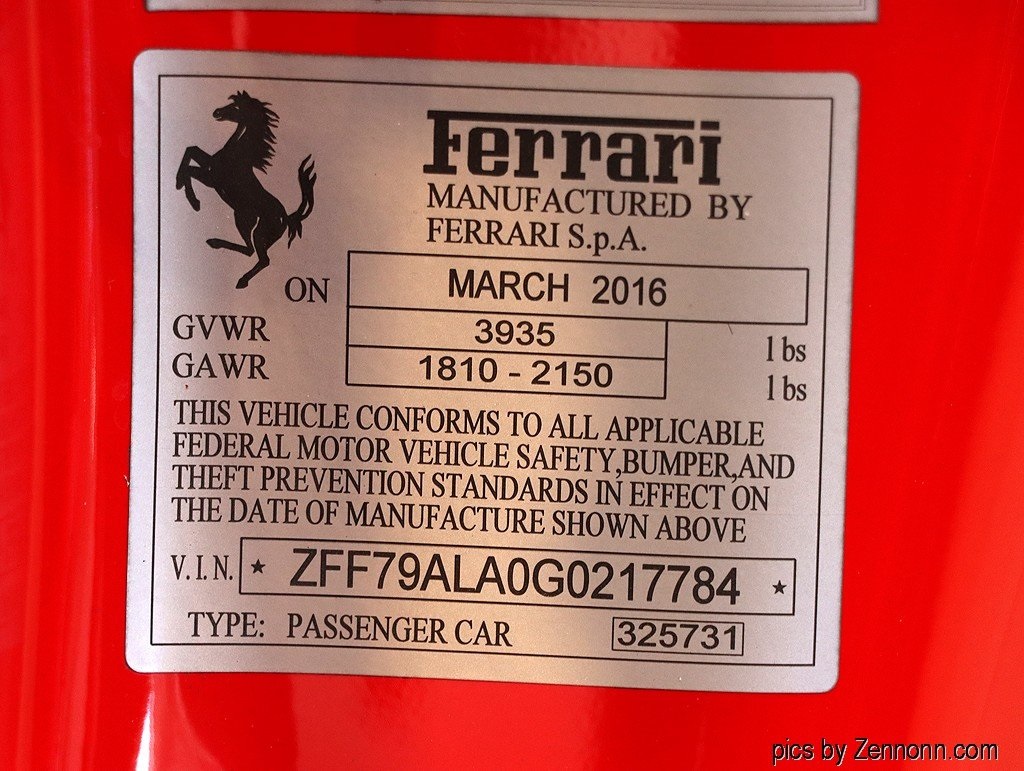 Ferrari
MANUFACTURED BY
FERRARI S.p.A.
ON MARCH 2016
GVWR 3935 lbs
GAWR 1810 - 2150 lbs
THIS VEHICLE CONFORMS TO ALL APPLICABLE
FEDERAL MOTOR VEHICLE SAFETY,BUMPER,AND
THEFT PREVENTION STANDARDS IN EFFECT ON
THE DATE OF MANUFACTURE SHOWN ABOVE
V.I.N. ★ ZFF79ALA0G0217784 ★
TYPE: PASSENGER CAR 325731
pics by Zennonn.com